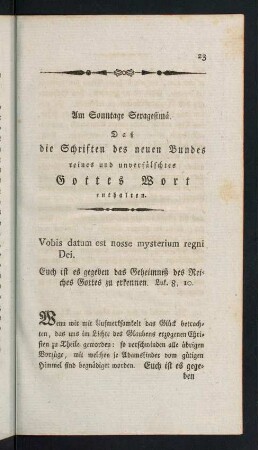 23
Am Sonntage Sexagesimä.
Daß
die Schriften des neuen Bundes
reines und unverfälschtes
Gottes Wort
enthalten.
Vobis datum est nosse mysterium regni
Dei.
Euch ist es gegeben das Geheimniß des Rei-
ches Gottes zu erkennen. Luk. 8, 10.
Wenn wir mit Aufmerksamkeit das Glück betrach-
ten, das uns im Lichte des Glaubens erzogenen Chri-
sten zu Theile geworden: so verschwinden alle übrigen
Vorzüge, mit welchen je Adamskinder vom gütigen
Himmel sind begnädiget worden. Euch ist es gege-
ben